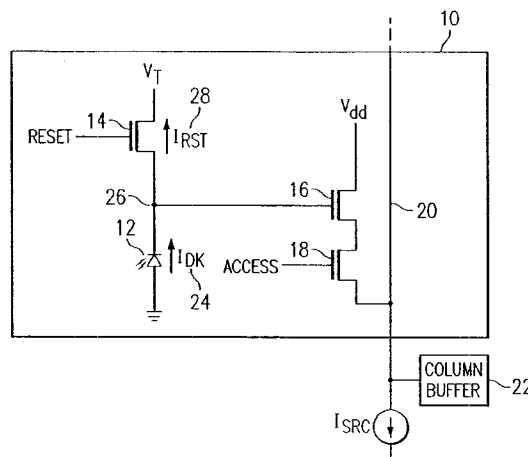 10
V_T
28
14
I_RST
RESET
V_dd
26
16
20
12
18
I_DK
ACCESS
24
COLUMN
BUFFER
22
I_SRC